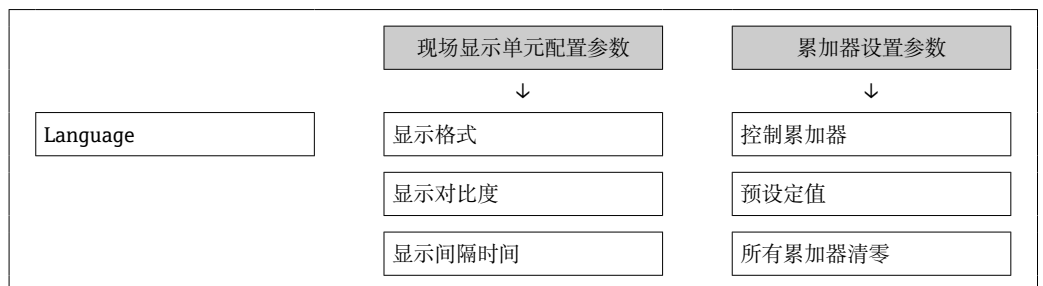 现场显示单元配置参数
累加器设置参数
↓
↓
Language
显示格式
控制累加器
显示对比度
预设定值
显示间隔时间
所有累加器清零